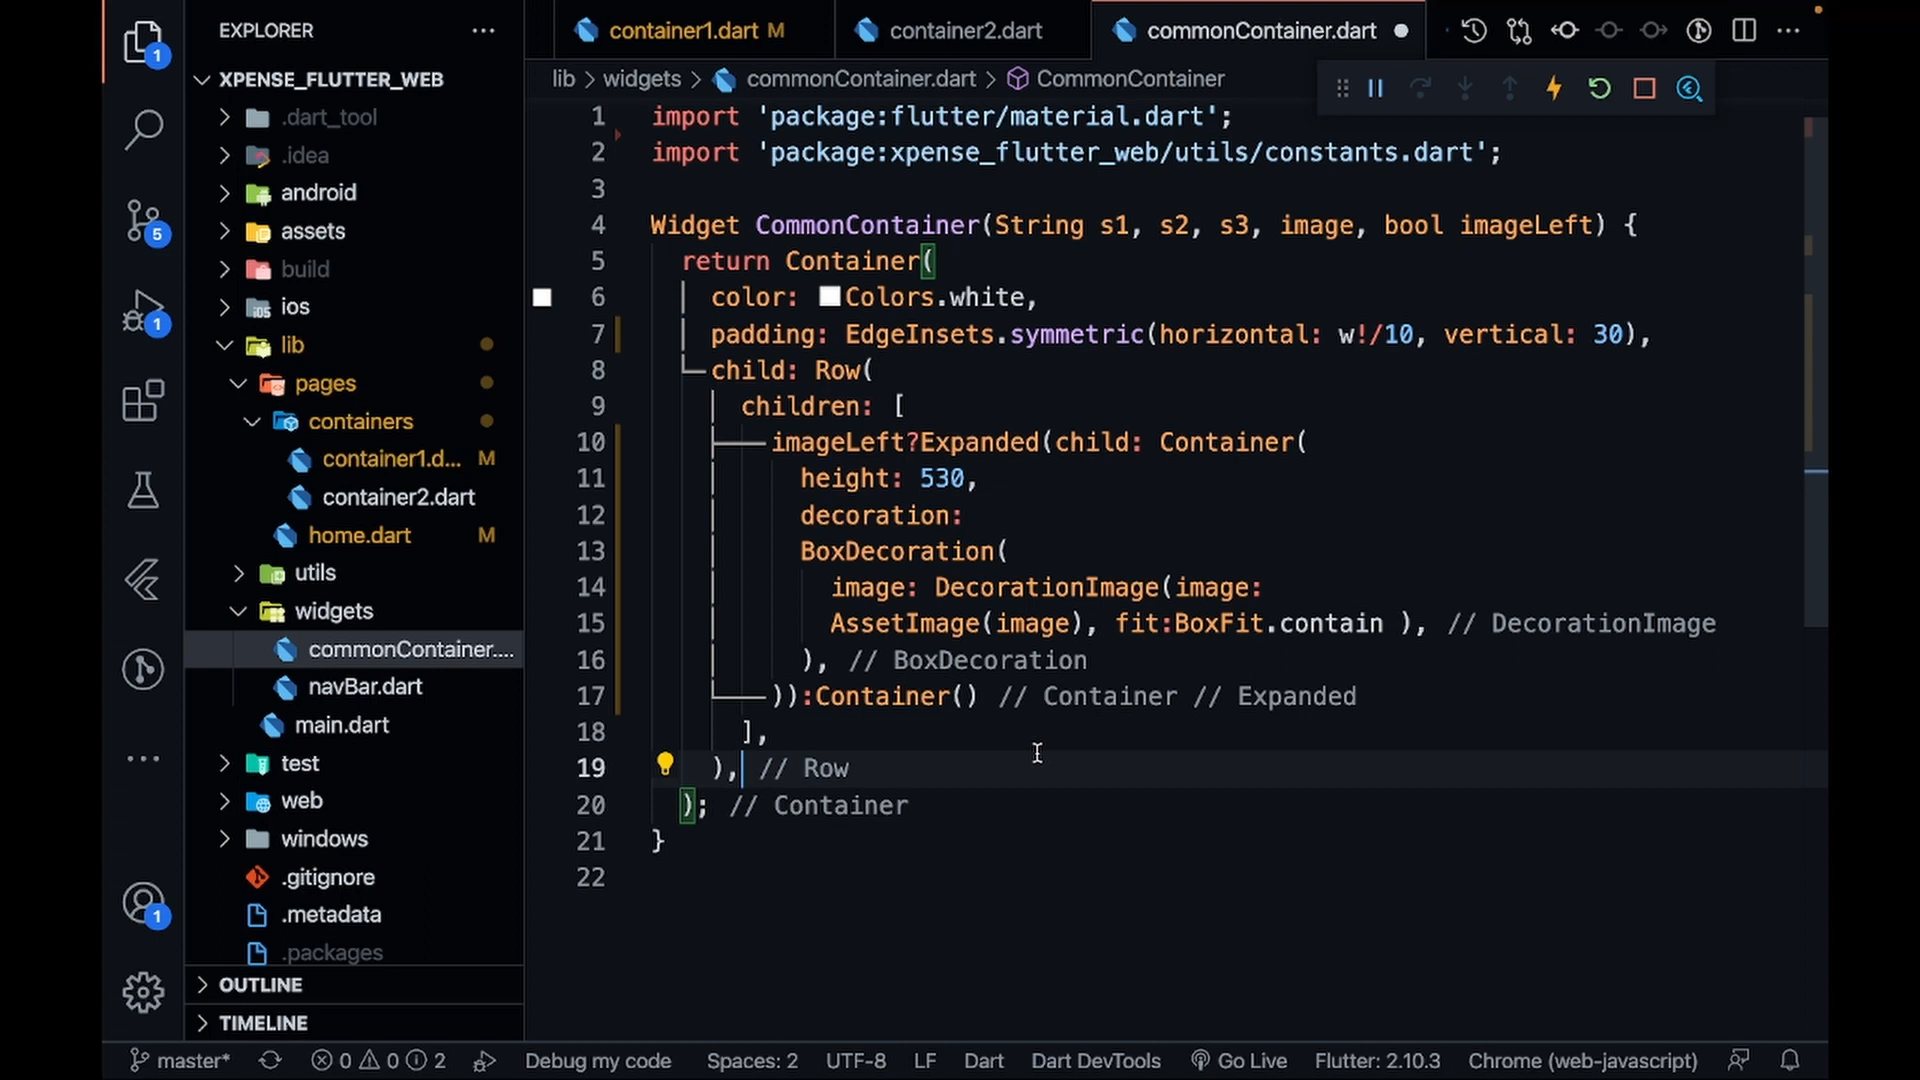 EXPLORER
XPENSE_FLUTTER_WEB
.dart_tool
.idea
android
assets
build
ios
lib
pages
containers
container1.d... M
container2.dart
home.dart M
utils
widgets
commonContainer....
navBar.dart
main.dart
test
web
windows
.gitignore
.metadata
.packages
OUTLINE
TIMELINE
1
5
1
1
container1.dart M
container2.dart
commonContainer.dart
lib > widgets > commonContainer.dart > CommonContainer
1 import 'package:flutter/material.dart';
2 import 'package:xpense_flutter_web/utils/constants.dart';
3
4 Widget CommonContainer(String s1, s2, s3, image, bool imageLeft) {
5 return Container(
6 color: Colors.white,
7 padding: EdgeInsets.symmetric(horizontal: w!/10, vertical: 30),
8 child: Row(
9 children: [
10 imageLeft?Expanded(child: Container(
11 height: 530,
12 decoration:
13 BoxDecoration(
14 image: DecorationImage(image:
15 AssetImage(image), fit:BoxFit.contain ), // DecorationImage
16 ), // BoxDecoration
17 )):Container() // Container // Expanded
18 ],
19 ), // Row
20 ); // Container
21 }
22
master* 0 0 2 Debug my code Spaces: 2 UTF-8 LF Dart Dart DevTools Go Live Flutter: 2.10.3 Chrome (web-javascript)